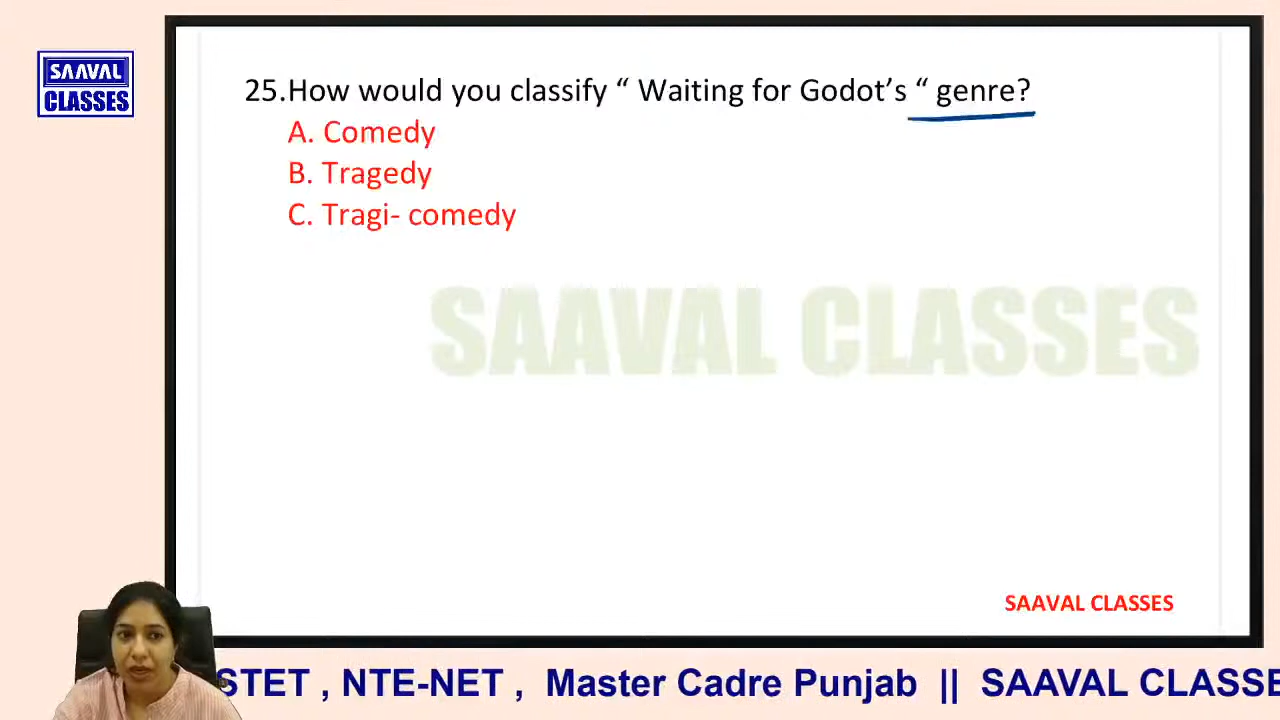 SAAVAL
CLASSES
25.How would you classify “ Waiting for Godot’s “ genre?
A. Comedy
B. Tragedy
C. Tragi- comedy
SAAVAL CLASSES
SAAVAL CLASSES
STET , NTE-NET , Master Cadre Punjab || SAAVAL CLASSE